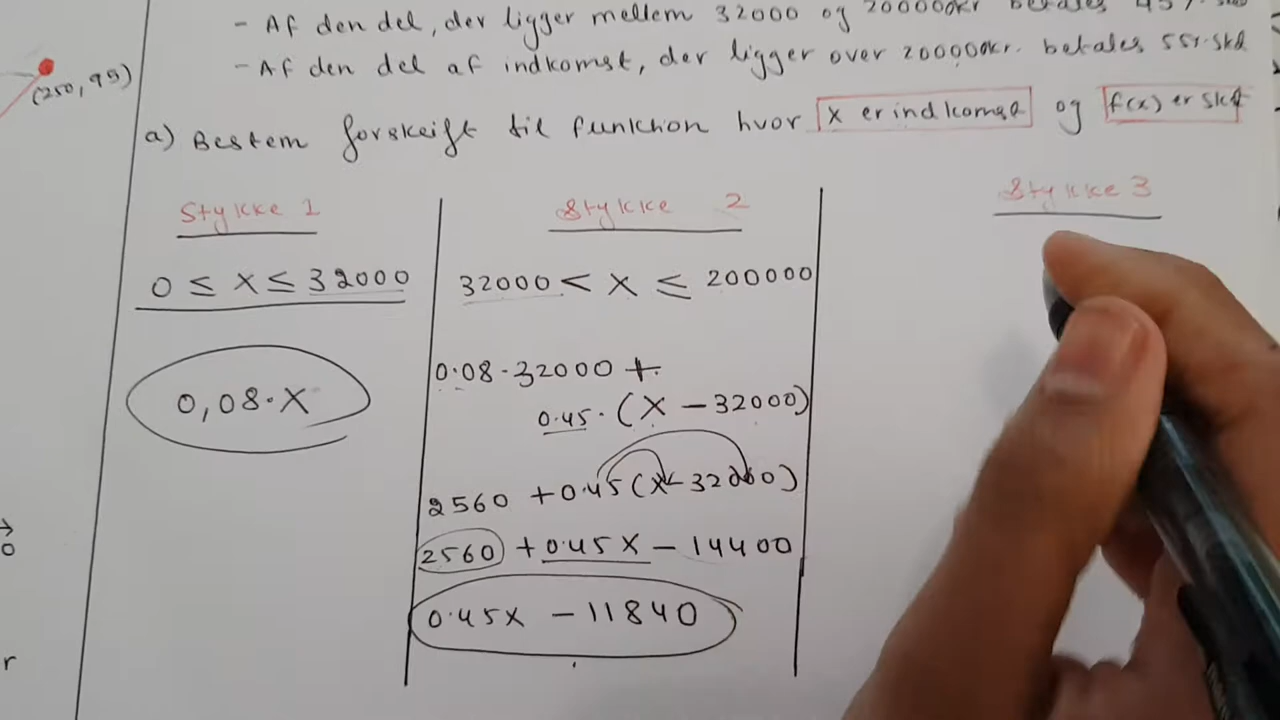 - Af den del, der ligger mellem 32000 og 200000kr betales 45%
- Af den del af indkomst, der ligger over 200000kr. betales 55%.skat
(250, 95)
a) Bestem forskrift til funktion hvor x er indkomst og f(x) er skat
Stykke 1
0 ≤ x ≤ 32000
0,08·x
Stykke 2
32000 < x ≤ 200000
0.08·32000 +
0.45·(x - 32000)
2560 + 0.45(x - 32000)
2560 + 0.45x - 14400
0.45x - 11840
Stykke 3
→
0
r